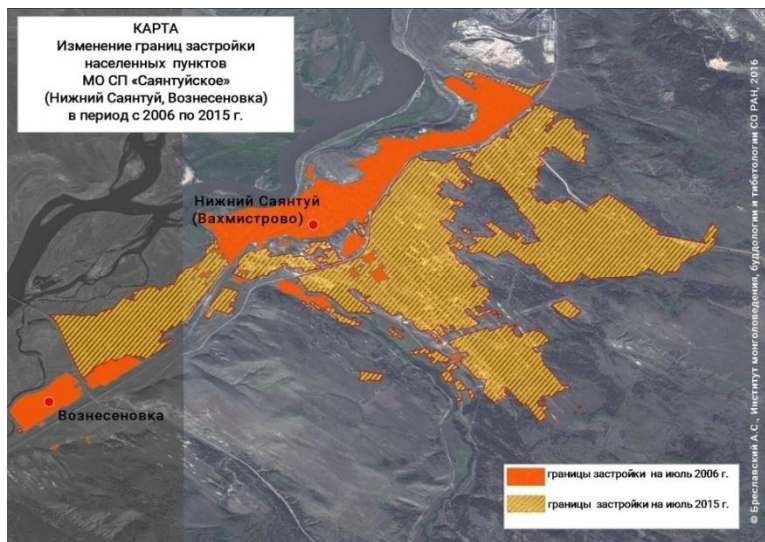 КАРТА
Изменение границ застройки
населенных пунктов
МО СП «Саянтуйское»
(Нижний Саянтуй, Вознесеновка)
в период с 2006 по 2015 г.
Нижний Саянтуй
(Вахмистрово)
Вознесеновка
границы застройки на июль 2006 г.
границы застройки на июль 2015 г.
© Бреславский А.С., Институт монголоведения, буддологии и тибетологии СО РАН, 2016